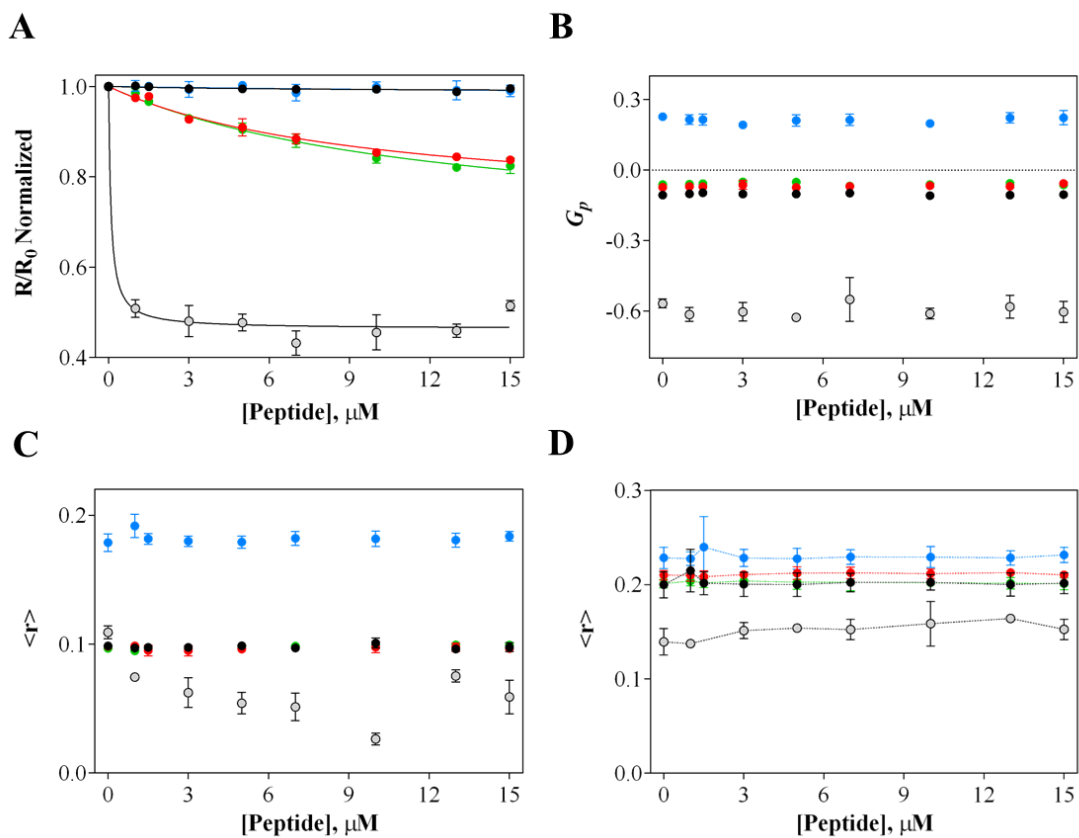 A
R/R0 Normalized
1.0
0.8
0.6
0.4
0 3 6 9 12 15
[Peptide], μM
B
Gp
0.3
0.0
-0.3
-0.6
0 3 6 9 12 15
[Peptide], μM
C
<r>
0.2
0.1
0.0
0 3 6 9 12 15
[Peptide], μM
D
<r>
0.3
0.2
0.1
0.0
0 3 6 9 12 15
[Peptide], μM